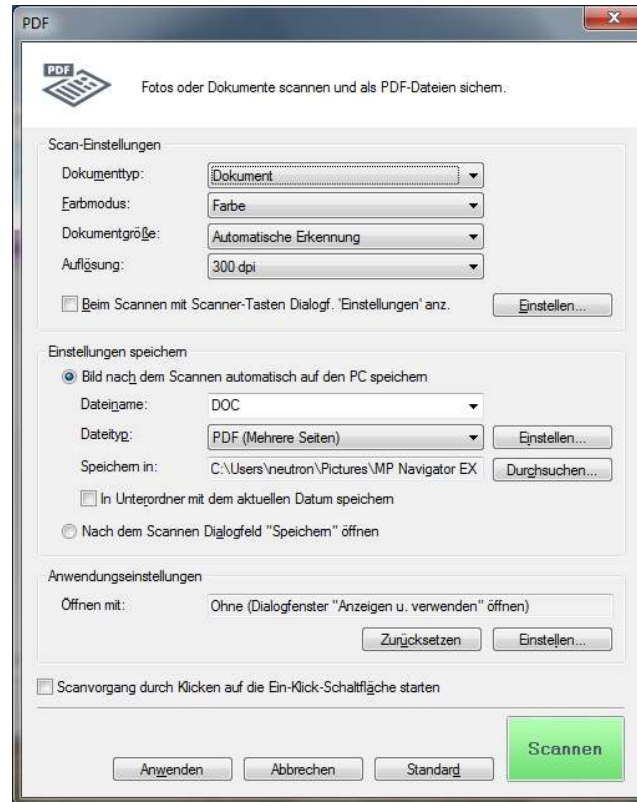 PDF
PDF
Fotos oder Dokumente scannen und als PDF-Dateien sichern.
Scan-Einstellungen
Dokumenttyp: Dokument
Farbmodus: Farbe
Dokumentgröße: Automatische Erkennung
Auflösung: 300 dpi
Beim Scannen mit Scanner-Tasten Dialogf. 'Einstellungen' anz. Einstellen...
Einstellungen speichern
Bild nach dem Scannen automatisch auf den PC speichern
Dateiname: DOC
Dateityp: PDF (Mehrere Seiten) Einstellen...
Speichern in: C:\Users\neutron\Pictures\MP Navigator EX Durchsuchen...
In Unterordner mit dem aktuellen Datum speichern
Nach dem Scannen Dialogfeld "Speichern" öffnen
Anwendungseinstellungen
Öffnen mit: Ohne (Dialogfenster "Anzeigen u. verwenden" öffnen)
Zurücksetzen Einstellen...
Scanvorgang durch Klicken auf die Ein-Klick-Schaltfläche starten
Anwenden Abbrechen Standard Scannen